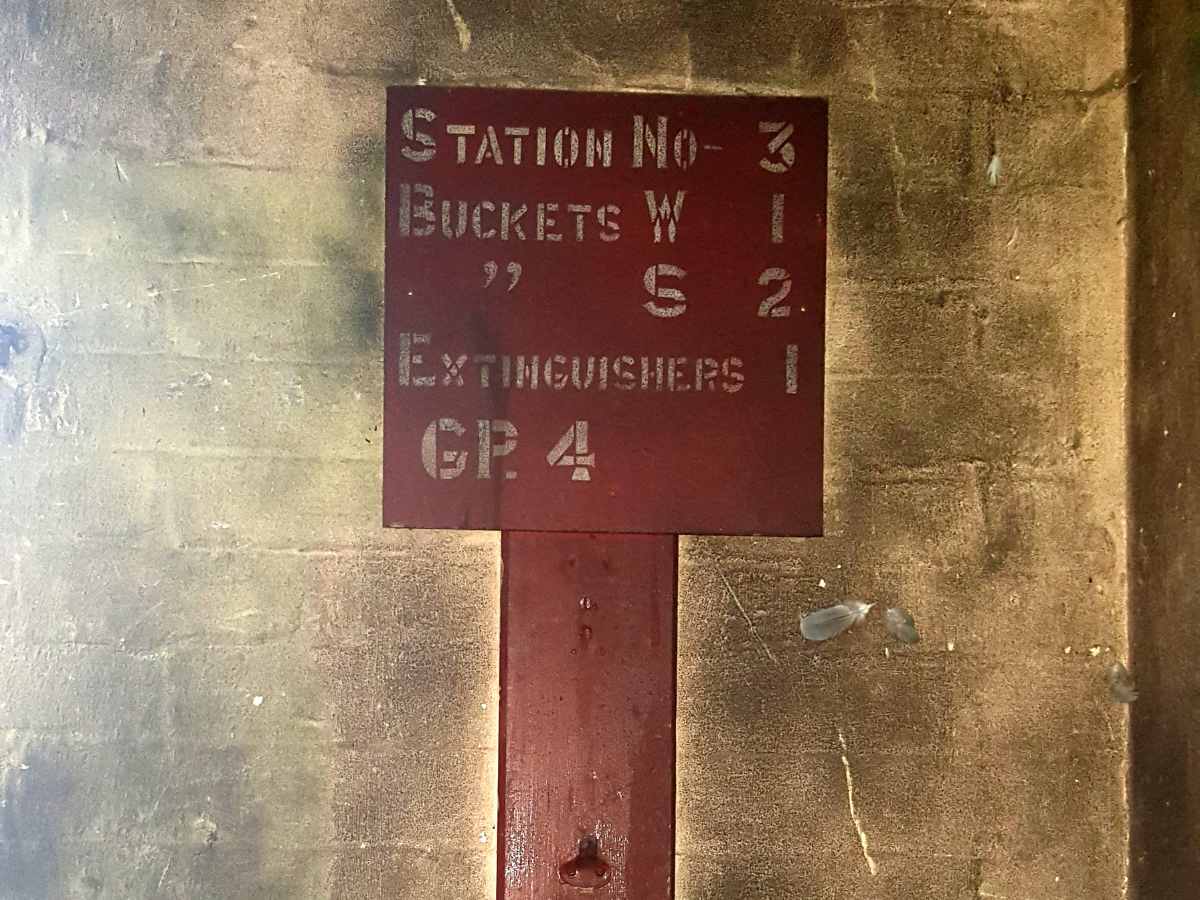 STATION No- 3
BUCKETS W 1
” S 2
EXTINGUISHERS 1
GP. 4